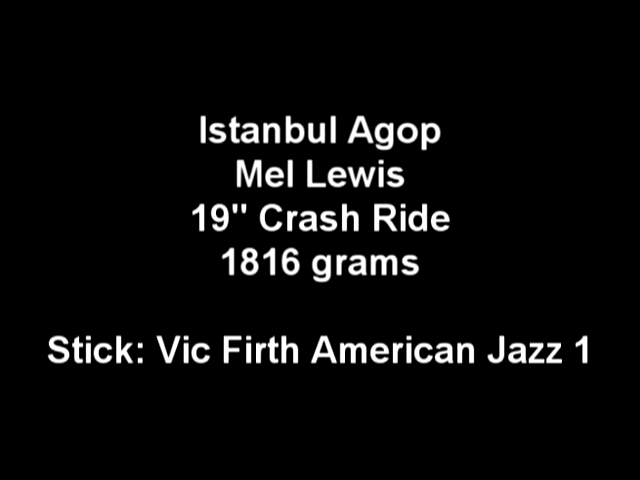 Istanbul Agop
Mel Lewis
19" Crash Ride
1816 grams
Stick: Vic Firth American Jazz 1